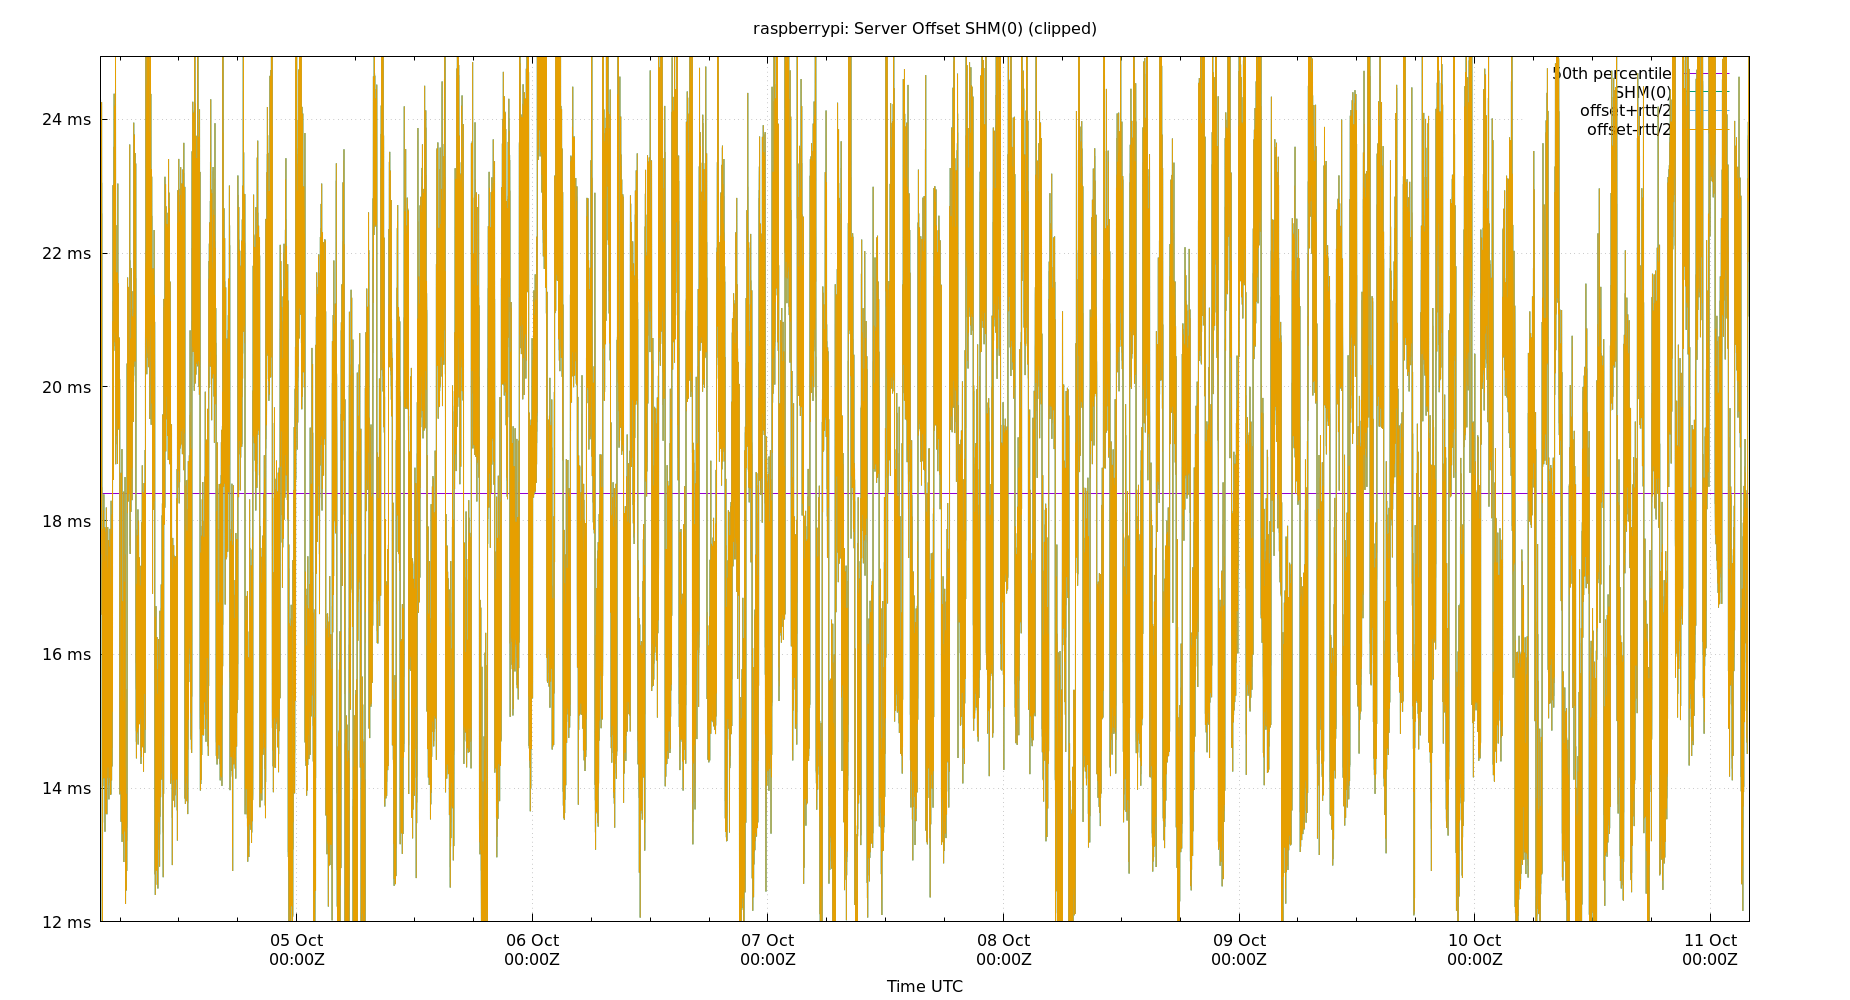 raspberrypi: Server Offset SHM(0) (clipped)
50th percentile
SHM(0)
offset+rtt/2
offset-rtt/2
24 ms
22 ms
20 ms
18 ms
16 ms
14 ms
12 ms
05 Oct 06 Oct 07 Oct 08 Oct 09 Oct 10 Oct 11 Oct
00:00Z 00:00Z 00:00Z 00:00Z 00:00Z 00:00Z 00:00Z
Time UTC